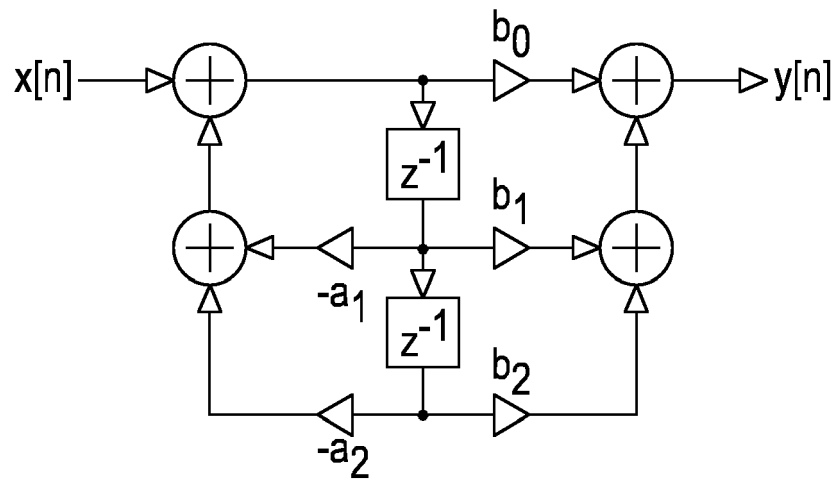 b₀
x[n]
y[n]
z⁻¹
b₁
-a₁
z⁻¹
b₂
-a₂